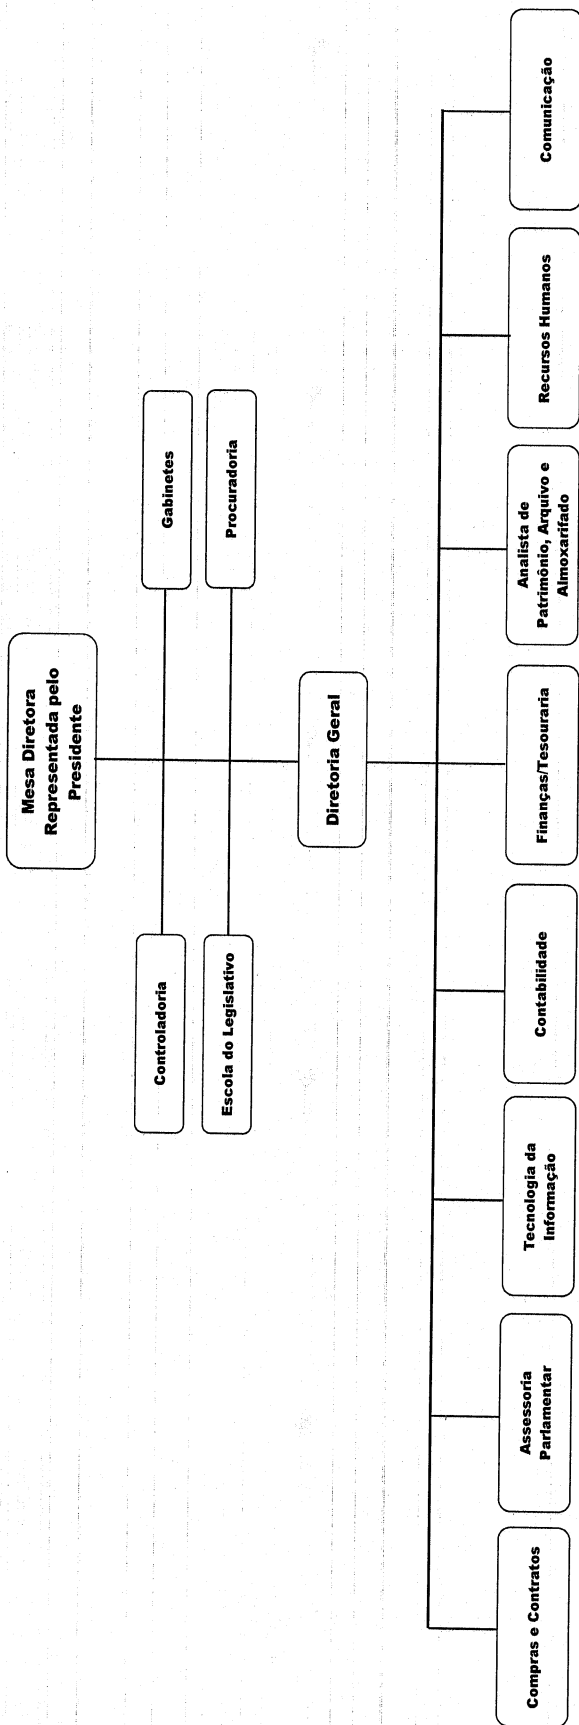 Mesa Diretora
Representada pelo
Presidente
Controladoria
Gabinetes
Escola do Legislativo
Procuradoria
Diretoria Geral
Compras e Contratos
Assessoria
Parlamentar
Tecnologia da
Informação
Contabilidade
Finanças/Tesouraria
Analista de
Patrimônio, Arquivo e
Almoxarifado
Recursos Humanos
Comunicação